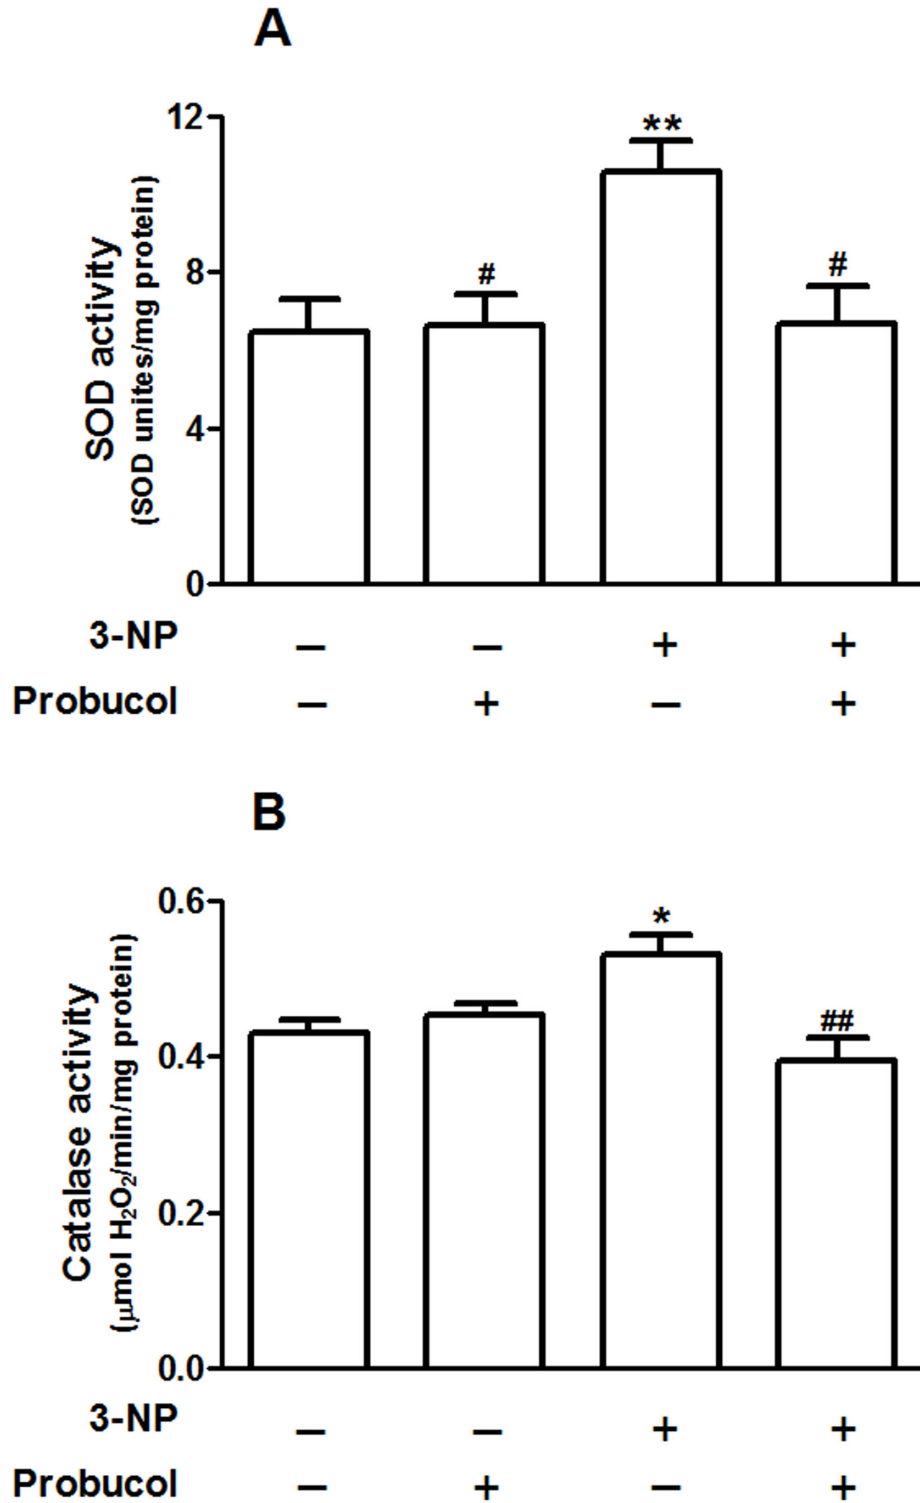 A
12
8
4
0
SOD activity
(SOD unites/mg protein)
**
#
#
3-NP – – + +
Probucol – + – +
B
0.6
0.4
0.2
0.0
Catalase activity
(μmol H₂O₂/min/mg protein)
*
##
3-NP – – + +
Probucol – + – +